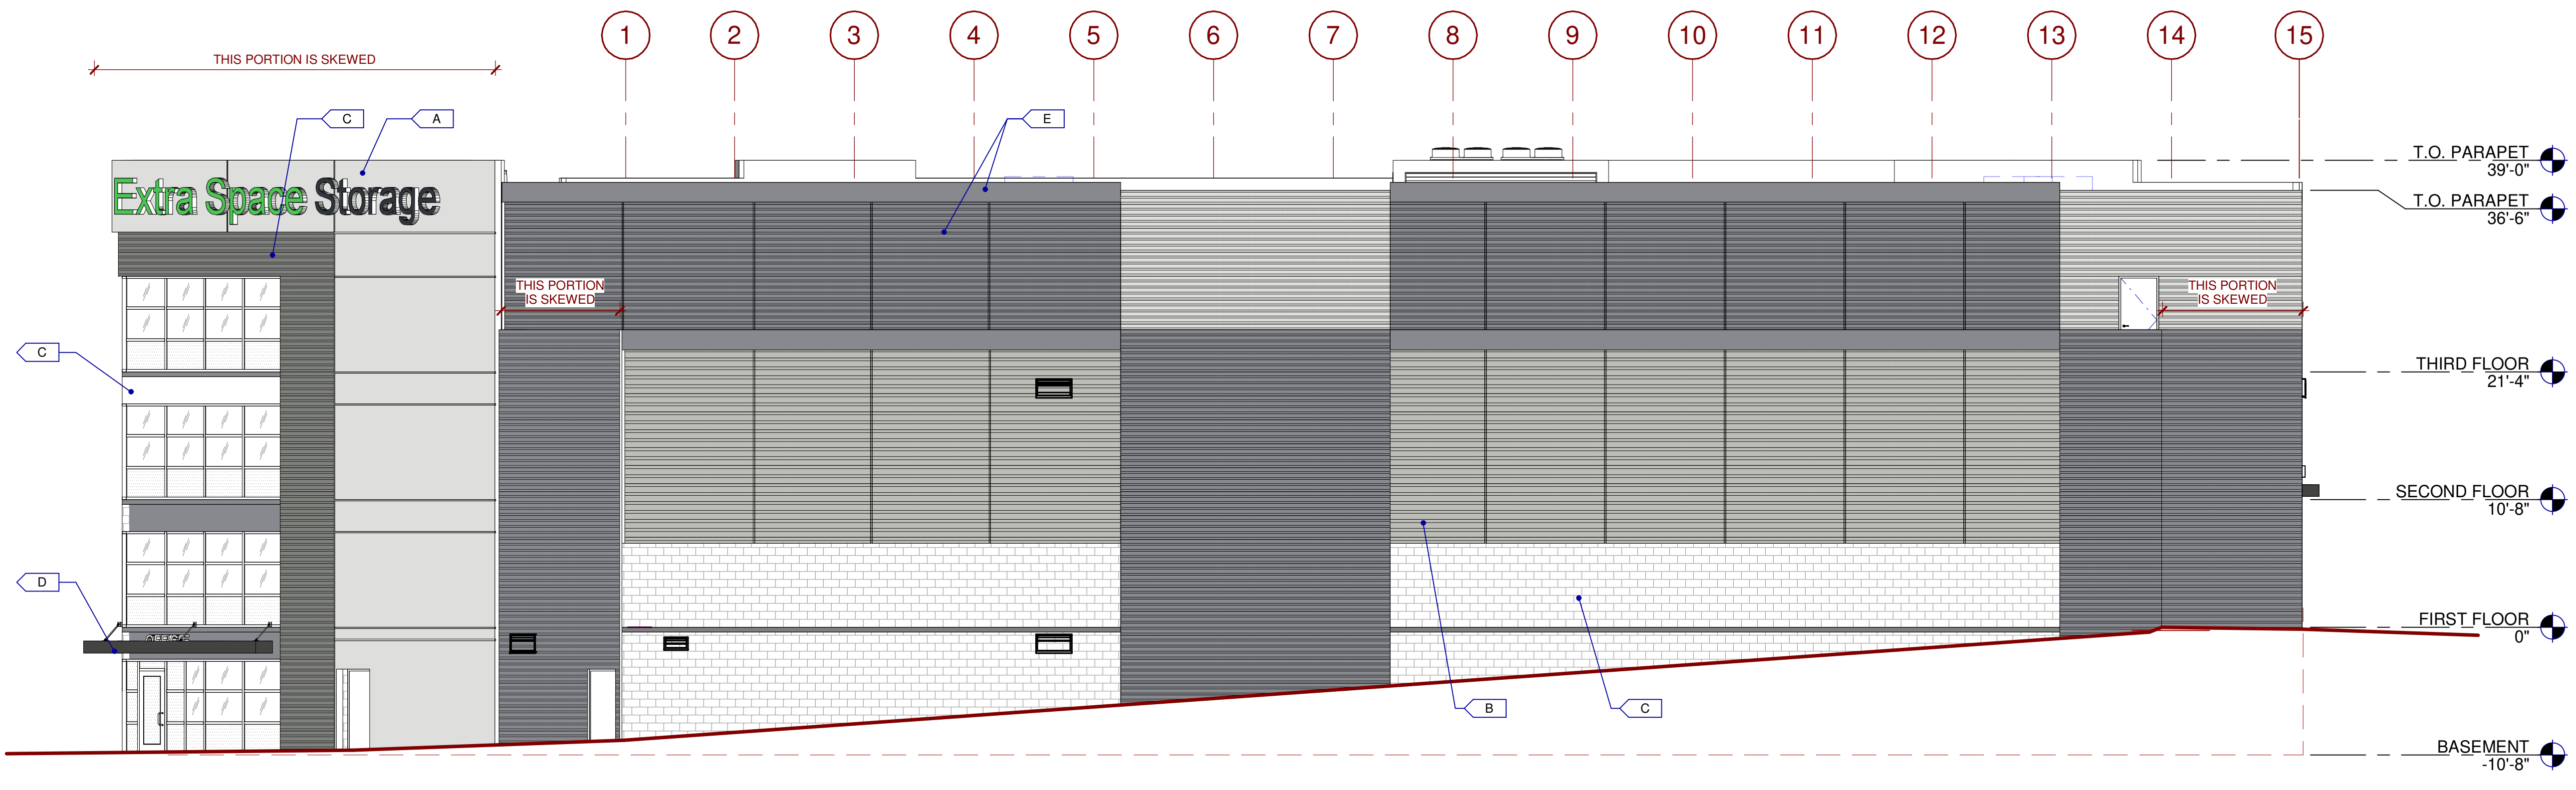 1 2 3 4 5 6 7 8 9 10 11 12 13 14 15
THIS PORTION IS SKEWED
C
A
E
T.O. PARAPET
39'-0"
Extra Space Storage
T.O. PARAPET
36'-6"
THIS PORTION
IS SKEWED
THIS PORTION
IS SKEWED
C
THIRD FLOOR
21'-4"
SECOND FLOOR
10'-8"
D
FIRST FLOOR
0"
OFFICE
B
C
BASEMENT
-10'-8"